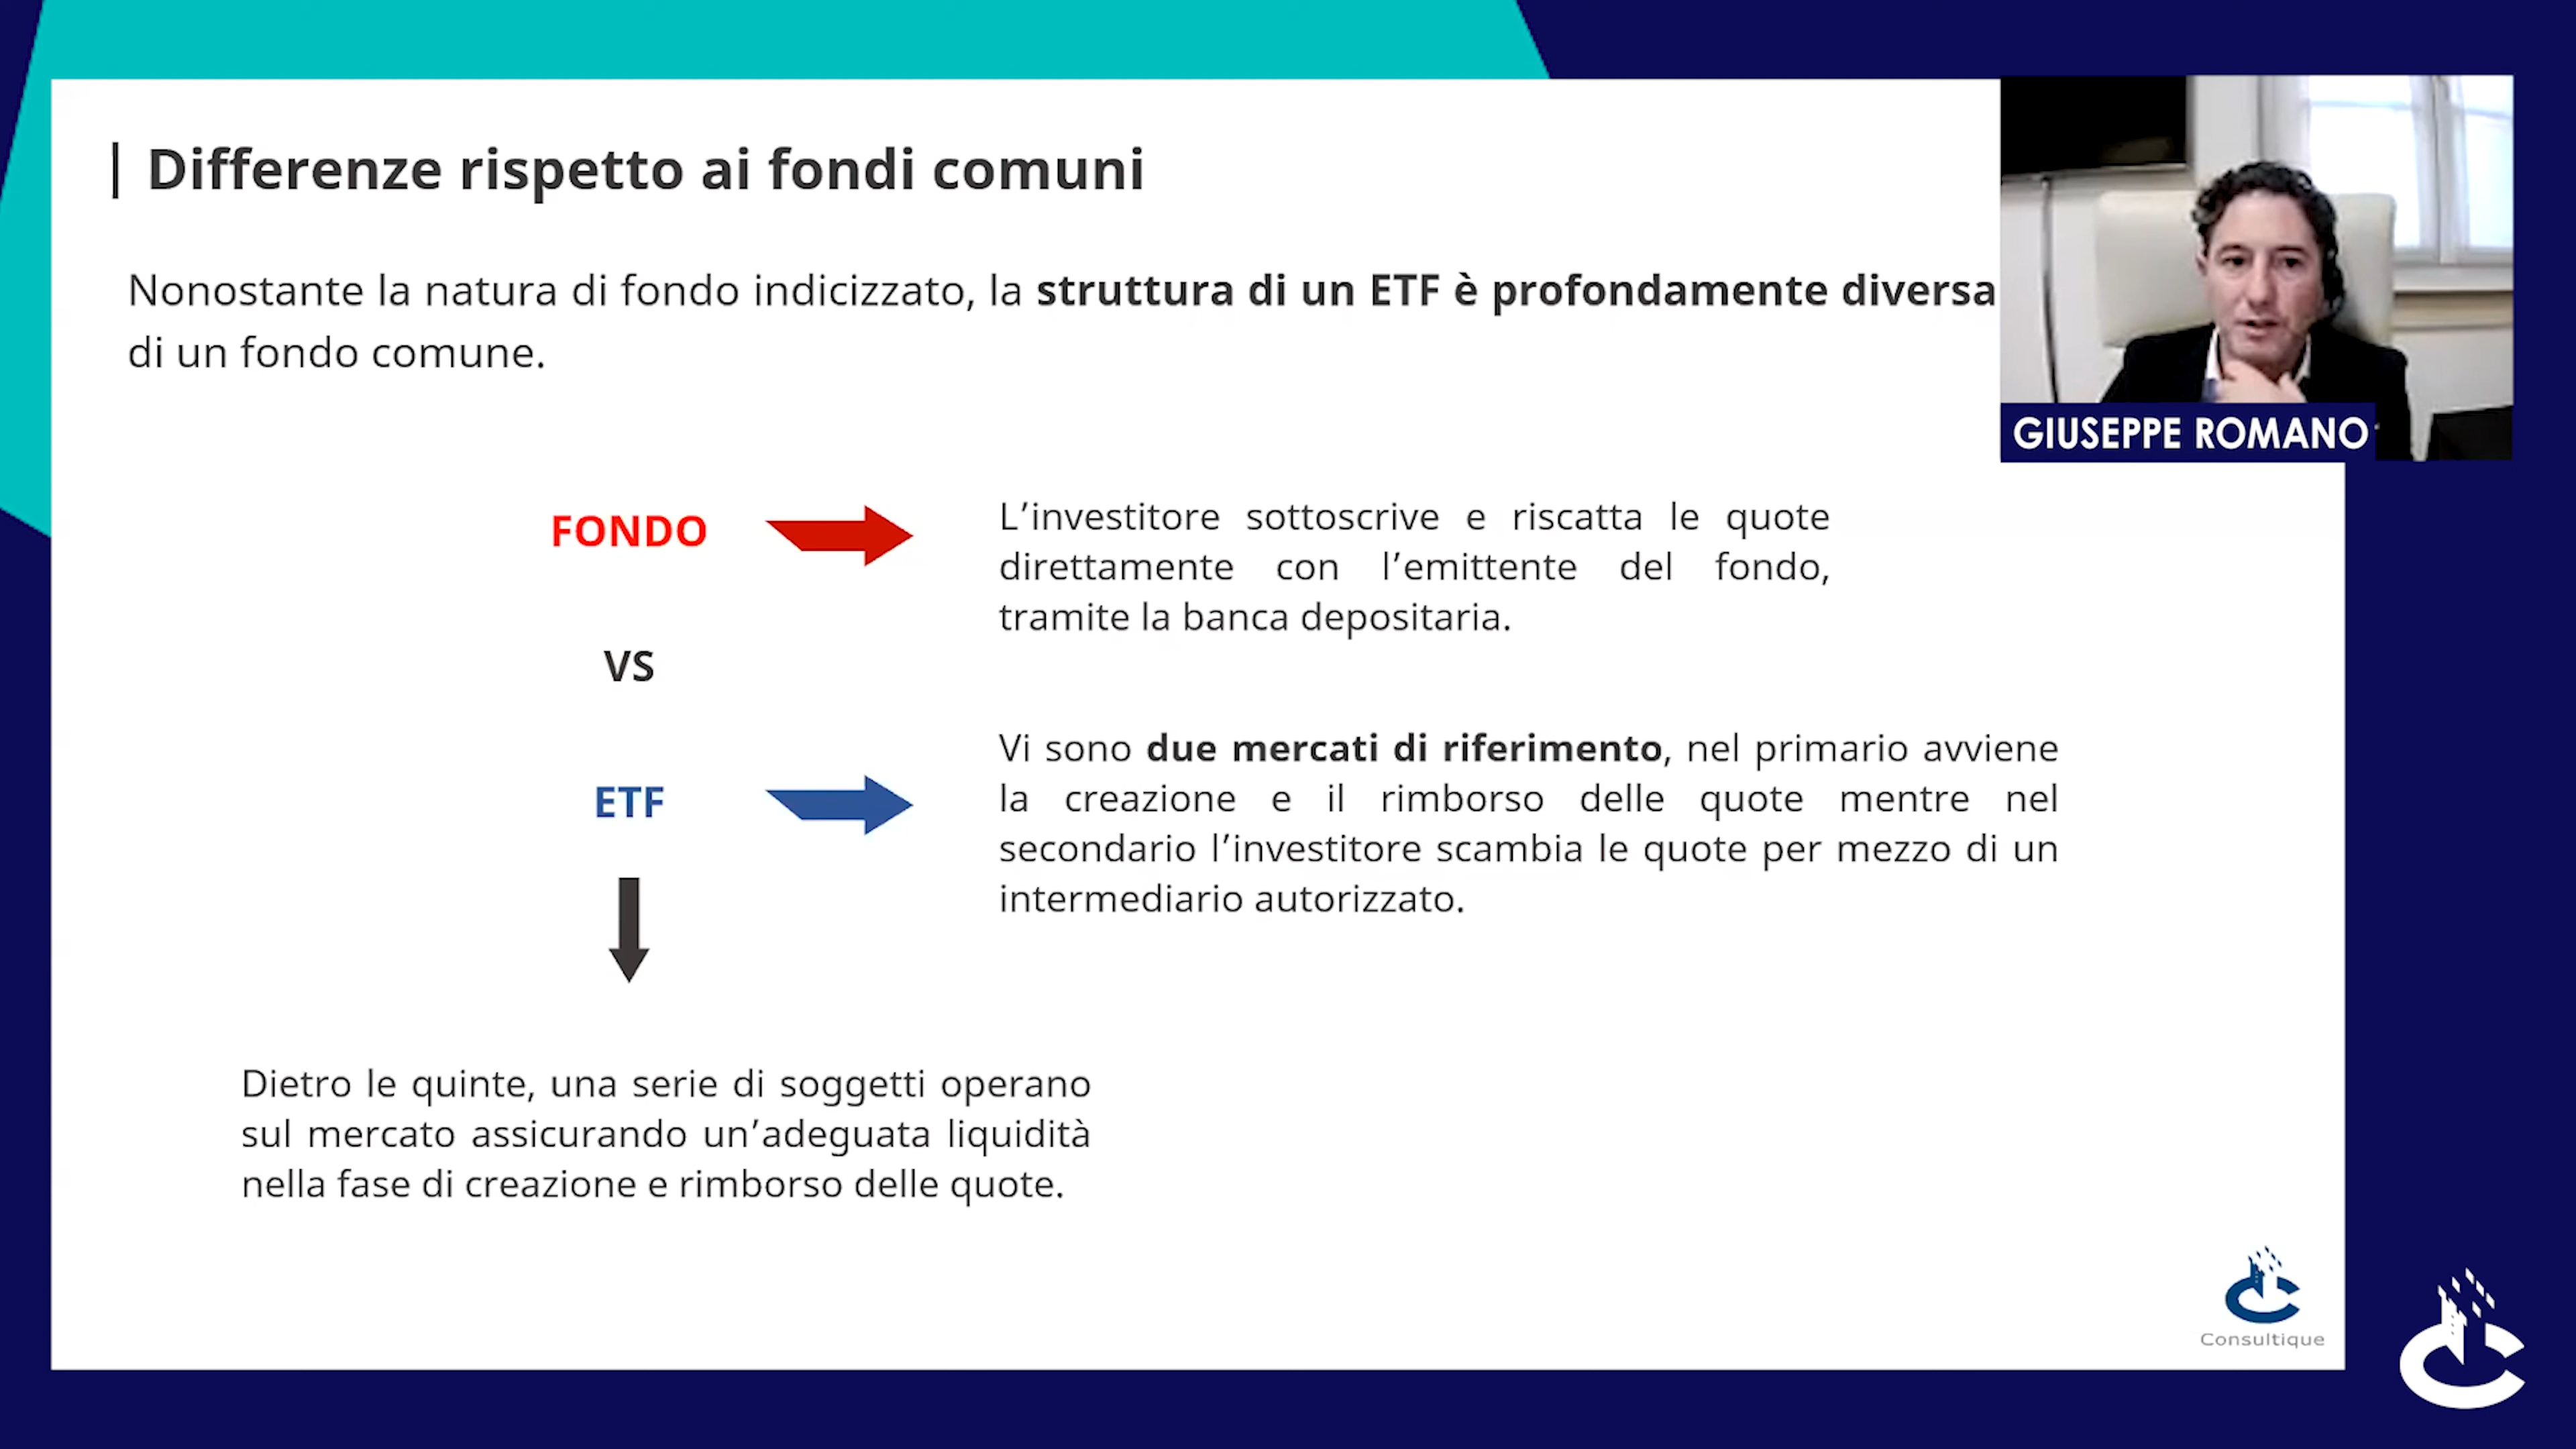 Differenze rispetto ai fondi comuni
Nonostante la natura di fondo indicizzato, la struttura di un ETF è profondamente diversa
di un fondo comune.
GIUSEPPE ROMANO
FONDO
L’investitore sottoscrive e riscatta le quote
direttamente con l’emittente del fondo,
tramite la banca depositaria.
VS
ETF
Vi sono due mercati di riferimento, nel primario avviene
la creazione e il rimborso delle quote mentre nel
secondario l’investitore scambia le quote per mezzo di un
intermediario autorizzato.
Dietro le quinte, una serie di soggetti operano
sul mercato assicurando un’adeguata liquidità
nella fase di creazione e rimborso delle quote.
Consultique